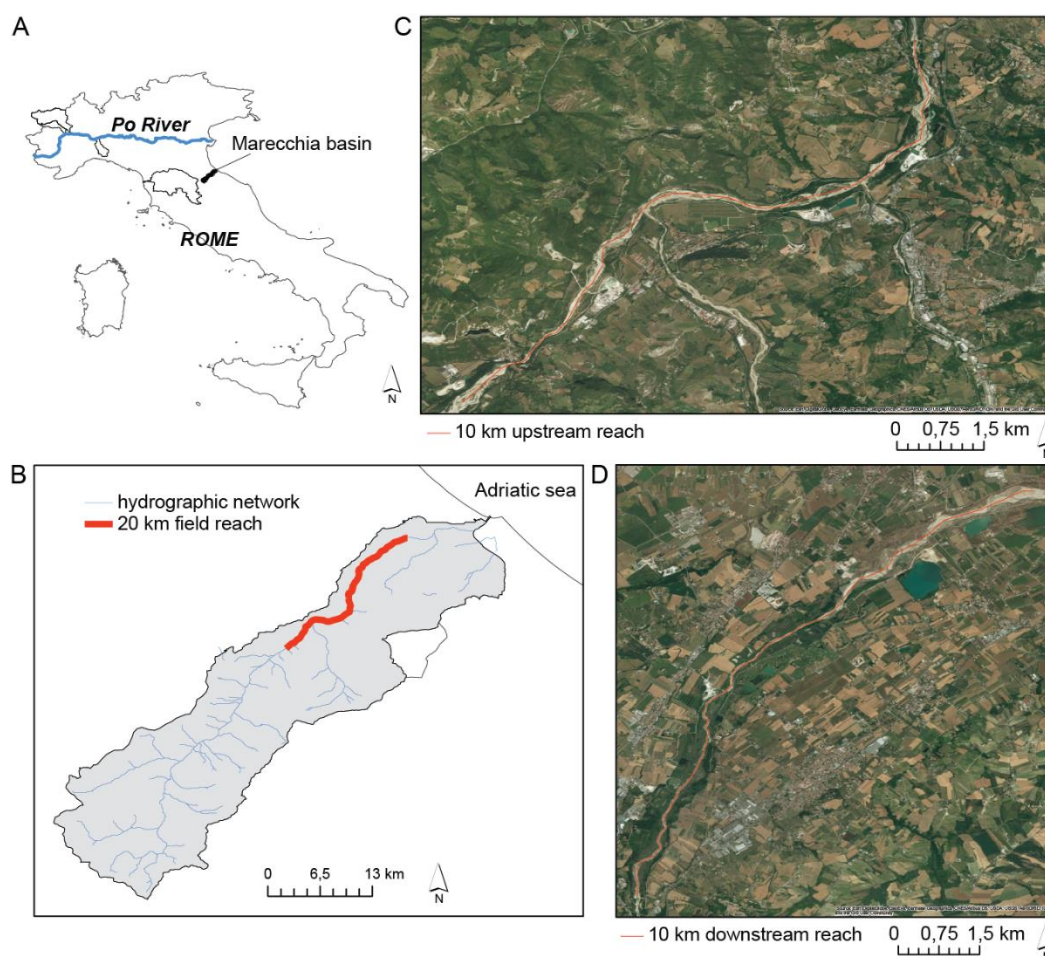 A
Po River
Marecchia basin
ROME
N
B
hydrographic network
20 km field reach
Adriatic sea
0 6,5 13 km
N
C
10 km upstream reach
0 0,75 1,5 km
N
D
10 km downstream reach
0 0,75 1,5 km